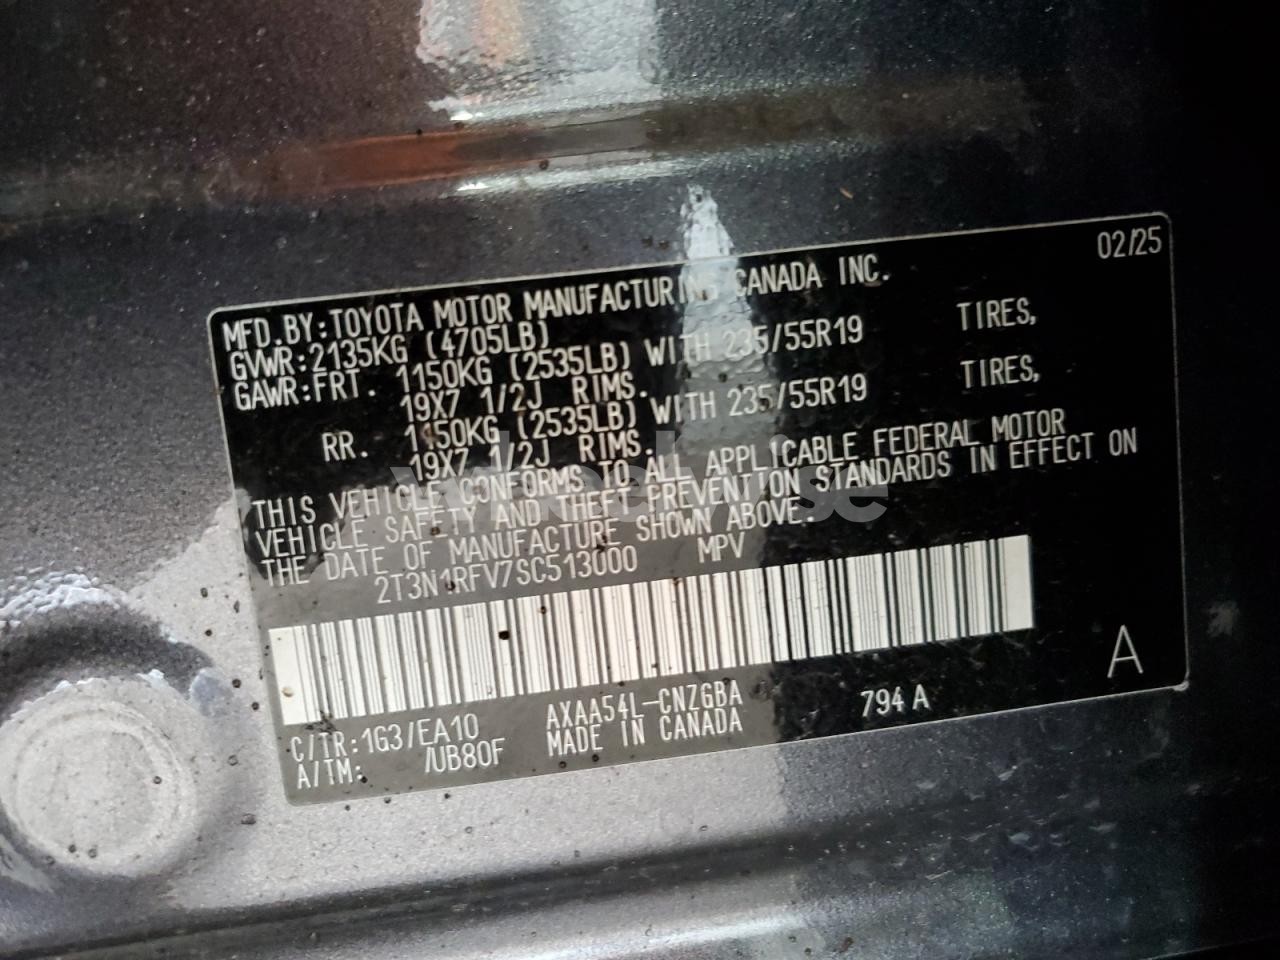 02/25
MFD.BY:TOYOTA MOTOR MANUFACTURING CANADA INC.
GVWR:2135KG (4705LB)
GAWR:FRT. 1150KG (2535LB) WITH 235/55R19 TIRES,
19X7 1/2J RIMS.
RR. 1150KG (2535LB) WITH 235/55R19 TIRES,
19X7 1/2J RIMS.
THIS VEHICLE CONFORMS TO ALL APPLICABLE FEDERAL MOTOR
VEHICLE SAFETY AND THEFT PREVENTION STANDARDS IN EFFECT ON
THE DATE OF MANUFACTURE SHOWN ABOVE.
2T3N1RFV7SC513000 MPV
A
C/TR:1G3/EA10 AXAA54L-CNZGBA 794 A
A/TM: /UB80F MADE IN CANADA